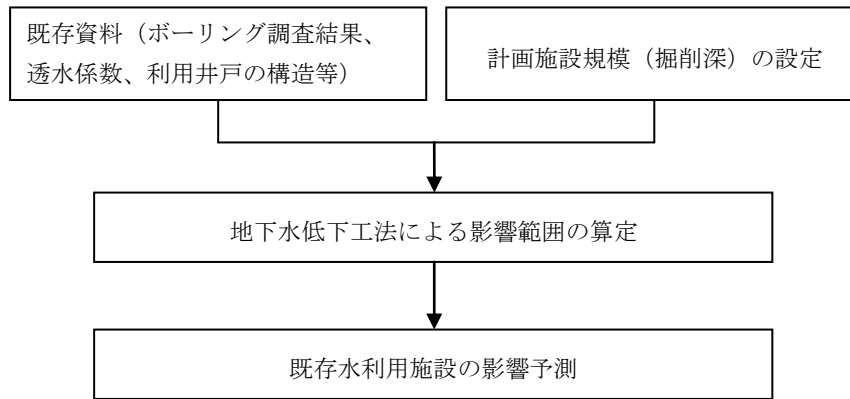 既存資料（ボーリング調査結果、
透水係数、利用井戸の構造等）
計画施設規模（掘削深）の設定
地下水低下工法による影響範囲の算定
既存水利用施設の影響予測